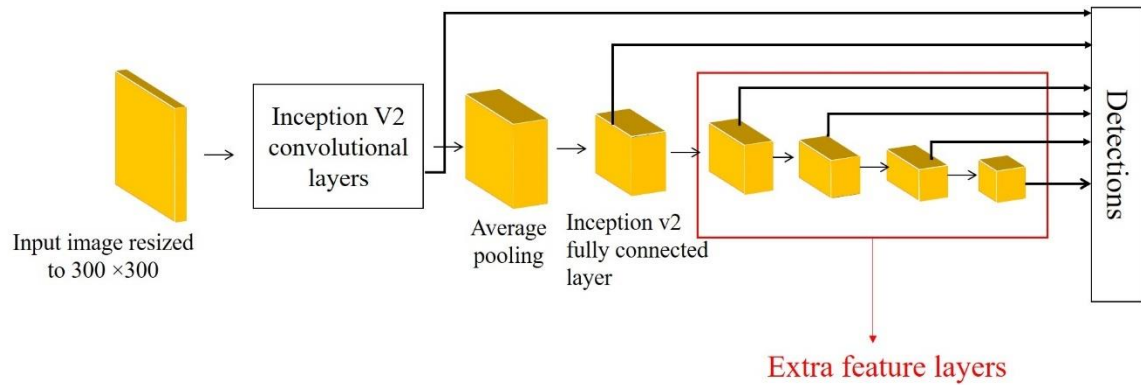 Inception V2
convolutional
layers
Input image resized
to 300 ×300
Average
pooling
Inception v2
fully connected
layer
Detections
Extra feature layers